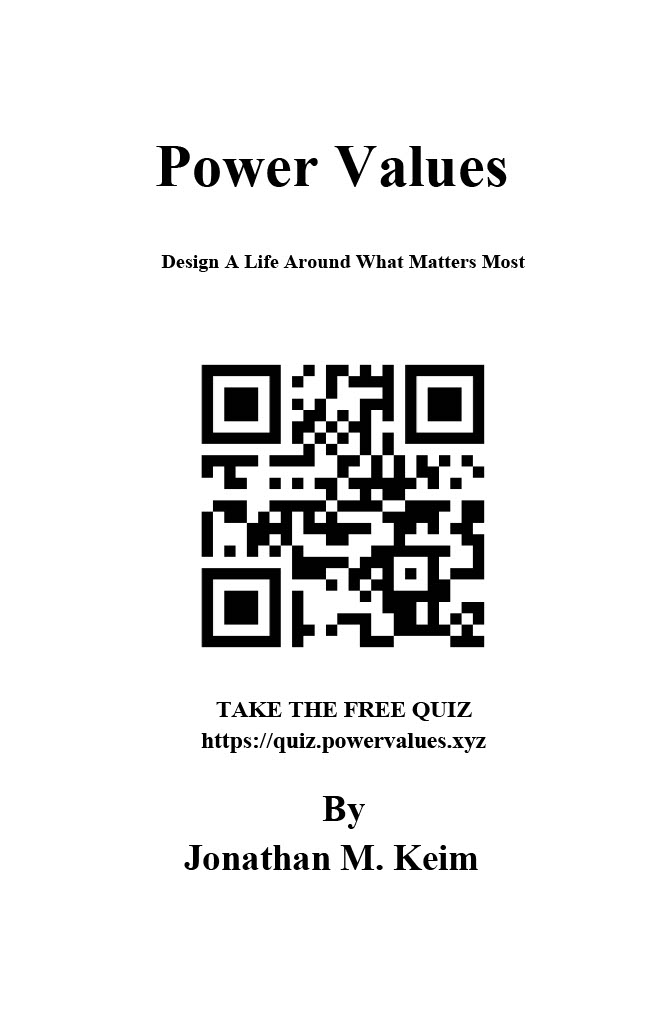 Power Values
Design A Life Around What Matters Most
TAKE THE FREE QUIZ
https://quiz.powervalues.xyz
By
Jonathan M. Keim